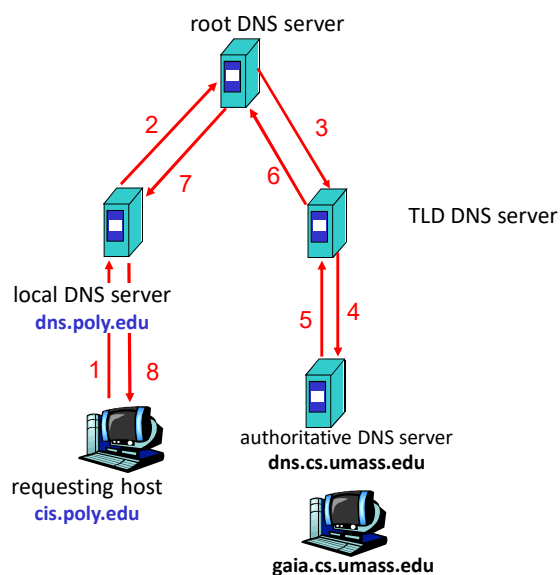 root DNS server
2
3
7
6
TLD DNS server
local DNS server
dns.poly.edu
5
4
1
8
authoritative DNS server
dns.cs.umass.edu
requesting host
cis.poly.edu
gaia.cs.umass.edu